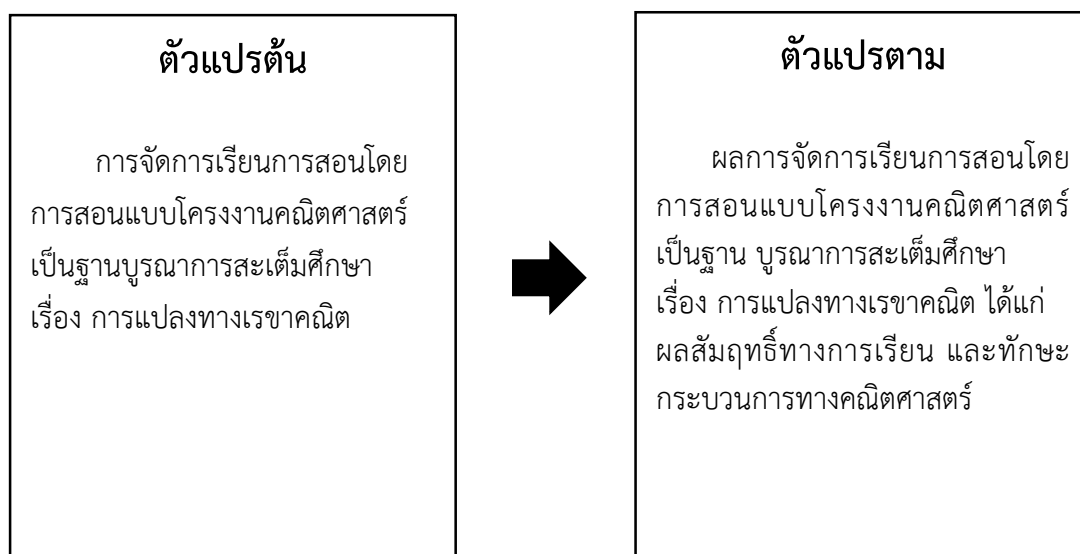 ตัวแปรต้น
การจัดการเรียนการสอนโดย
การสอนแบบโครงงานคณิตศาสตร์
เป็นฐานบูรณาการสะเต็มศึกษา
เรื่อง การแปลงทางเรขาคณิต
ตัวแปรตาม
ผลการจัดการเรียนการสอนโดย
การสอนแบบโครงงานคณิตศาสตร์
เป็นฐาน บูรณาการสะเต็มศึกษา
เรื่อง การแปลงทางเรขาคณิต ได้แก่
ผลสัมฤทธิ์ทางการเรียน และทักษะ
กระบวนการทางคณิตศาสตร์